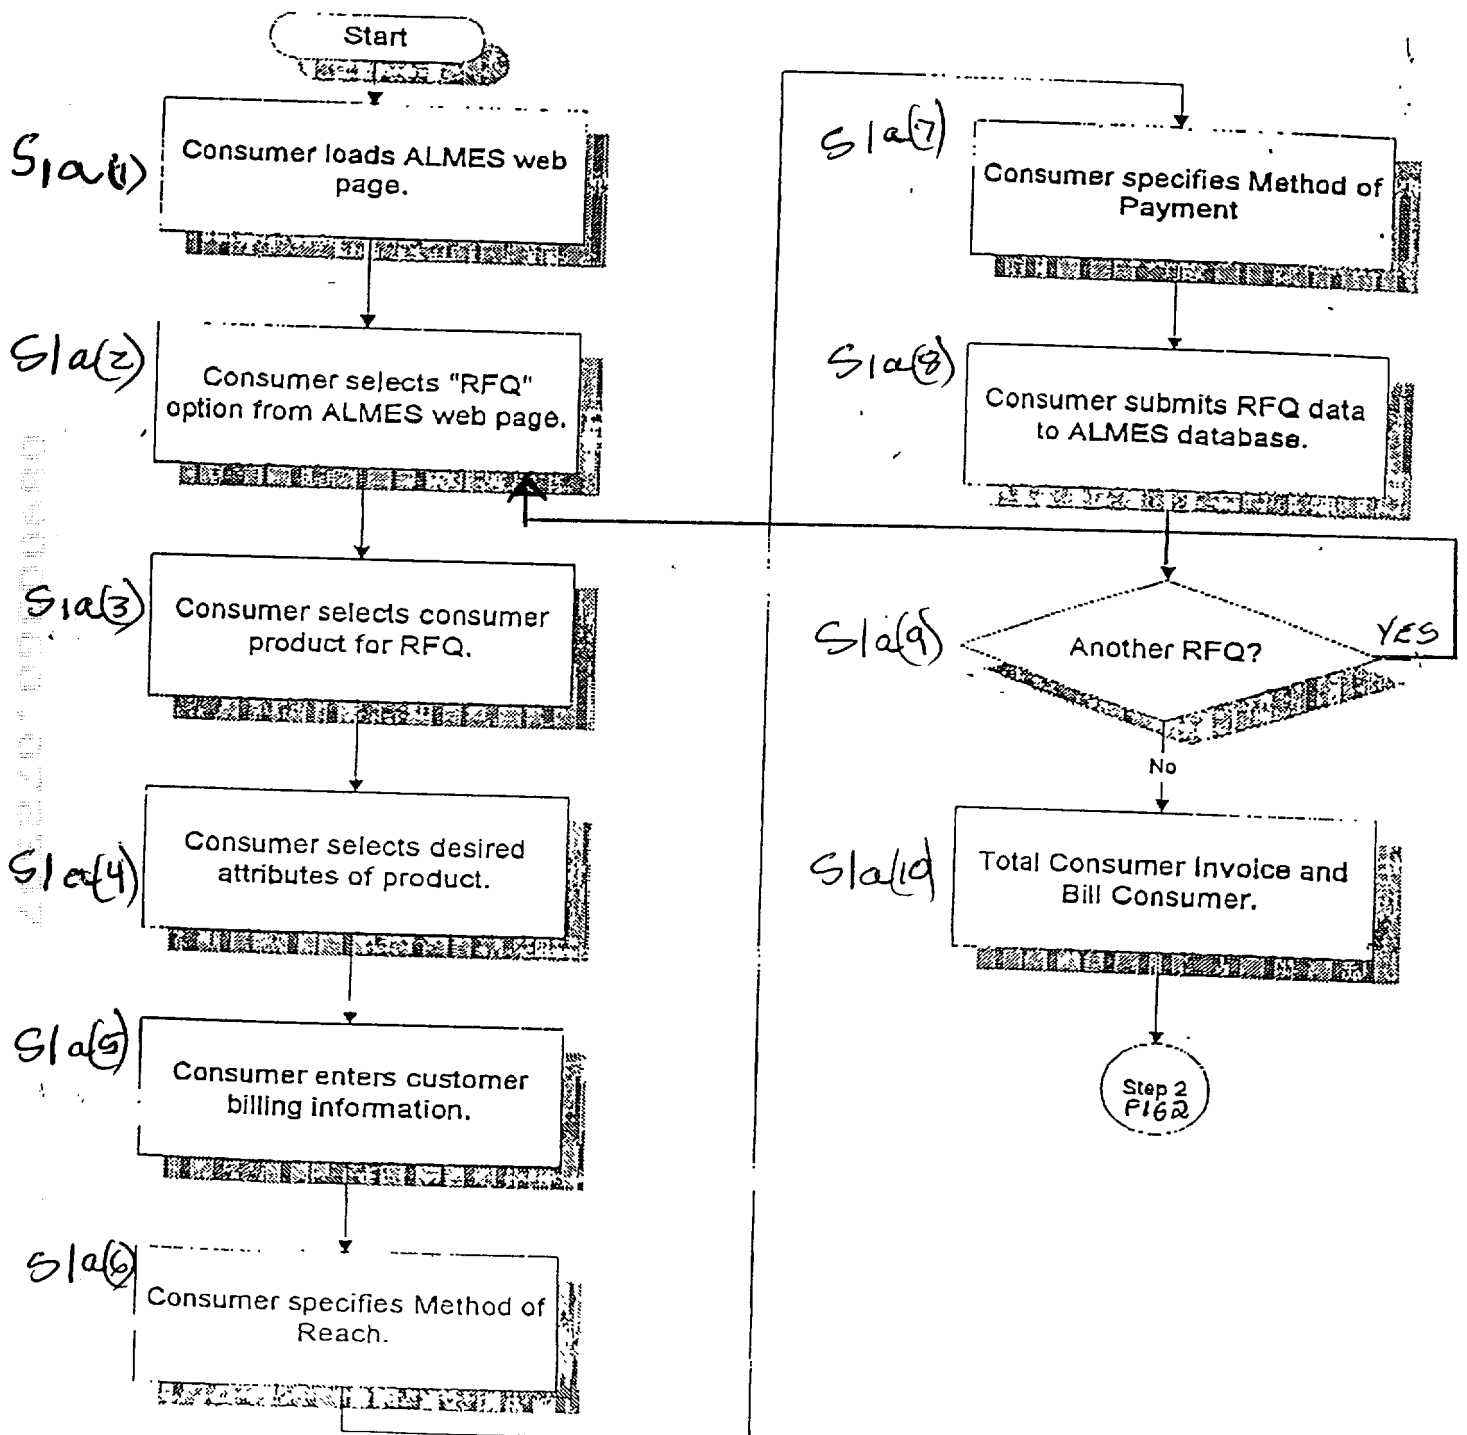 Start
S1a(1)
Consumer loads ALMES web
page.
S1a(2)
Consumer selects "RFQ"
option from ALMES web page.
S1a(3)
Consumer selects consumer
product for RFQ.
S1a(4)
Consumer selects desired
attributes of product.
S1a(5)
Consumer enters customer
billing information.
S1a(6)
Consumer specifies Method of
Reach.
S1a(7)
Consumer specifies Method of
Payment
S1a(8)
Consumer submits RFQ data
to ALMES database.
S1a(9)
Another RFQ?
YES
No
S1a(10)
Total Consumer Invoice and
Bill Consumer.
Step 2
FIG2